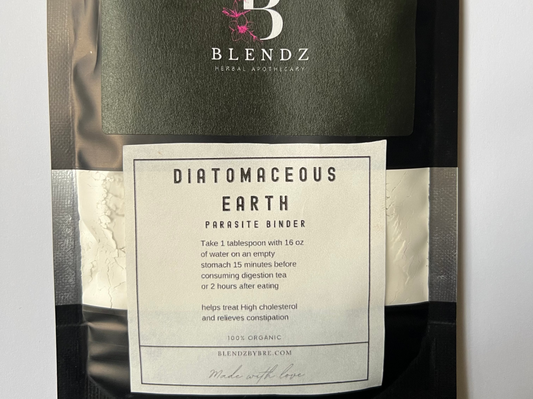 B
BLENDZ
HERBAL APOTHECARY
DIATOMACEOUS
EARTH
PARASITE BINDER
Take 1 tablespoon with 16 oz
of water on an empty
stomach 15 minutes before
consuming digestion tea
or 2 hours after eating
helps treat High cholesterol
and relieves constipation
100% ORGANIC
BLENDZBYBRE.COM
Made with love